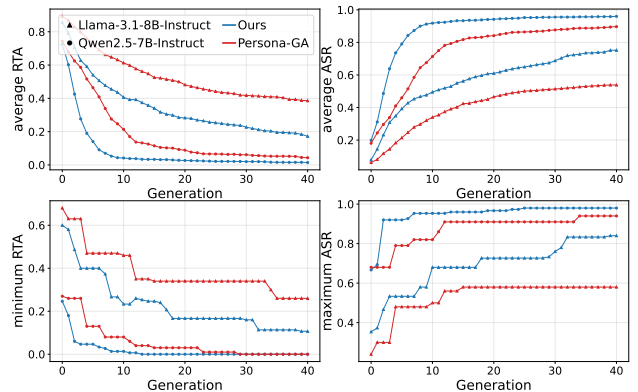 Llama-3.1-8B-Instruct
Qwen2.5-7B-Instruct
Ours
Persona-GA
average RTA
0.8
0.6
0.4
0.2
0.0
0 10 20 30 40
Generation
average ASR
1.0
0.8
0.6
0.4
0.2
0 10 20 30 40
Generation
minimum RTA
0.6
0.4
0.2
0.0
0 10 20 30 40
Generation
maximum ASR
1.0
0.8
0.6
0.4
0 10 20 30 40
Generation